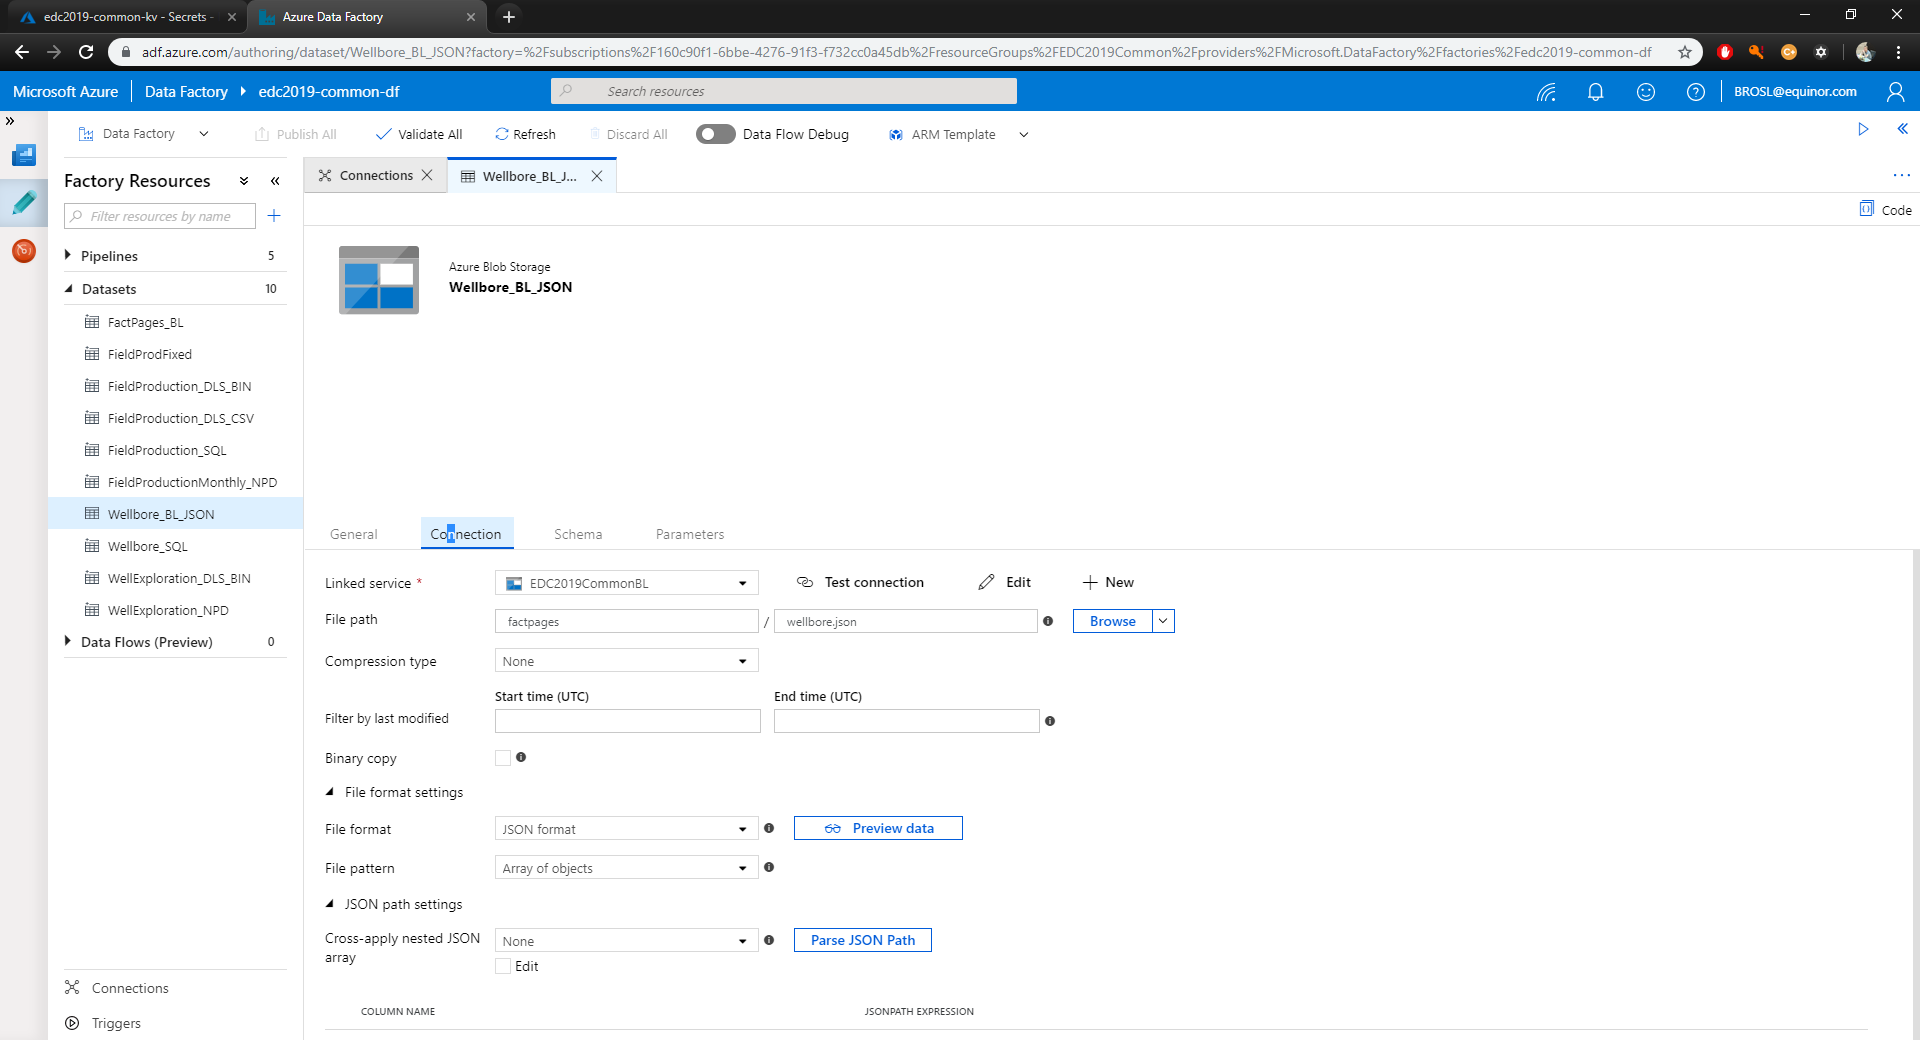 edc2019-common-kv - Secrets -
Azure Data Factory
adf.azure.com/authoring/dataset/Wellbore_BL_JSON?factory=%2Fsubscriptions%2F160c90f1-6bbe-4276-91f3-f732cc0a45db%2FresourceGroups%2FEDC2019Common%2Fproviders%2FMicrosoft.DataFactory%2Ffactories%2Fedc2019-common-df
Microsoft Azure
Data Factory
edc2019-common-df
Search resources
BROSL@equinor.com
Data Factory
Publish All
Validate All
Refresh
Discard All
Data Flow Debug
ARM Template
Factory Resources
Connections
Wellbore_BL_J...
Filter resources by name
Code
Pipelines 5
Datasets 10
FactPages_BL
FieldProdFixed
FieldProduction_DLS_BIN
FieldProduction_DLS_CSV
FieldProduction_SQL
FieldProductionMonthly_NPD
Wellbore_BL_JSON
Wellbore_SQL
WellExploration_DLS_BIN
WellExploration_NPD
Data Flows (Preview) 0
Connections
Triggers
Azure Blob Storage
Wellbore_BL_JSON
General
Connection
Schema
Parameters
Linked service *
EDC2019CommonBL
Test connection
Edit
New
File path
factpages / wellbore.json
Browse
Compression type
None
Start time (UTC)
End time (UTC)
Filter by last modified
Binary copy
File format settings
File format
JSON format
Preview data
File pattern
Array of objects
JSON path settings
Cross-apply nested JSON
array
None
Parse JSON Path
Edit
COLUMN NAME
JSONPATH EXPRESSION